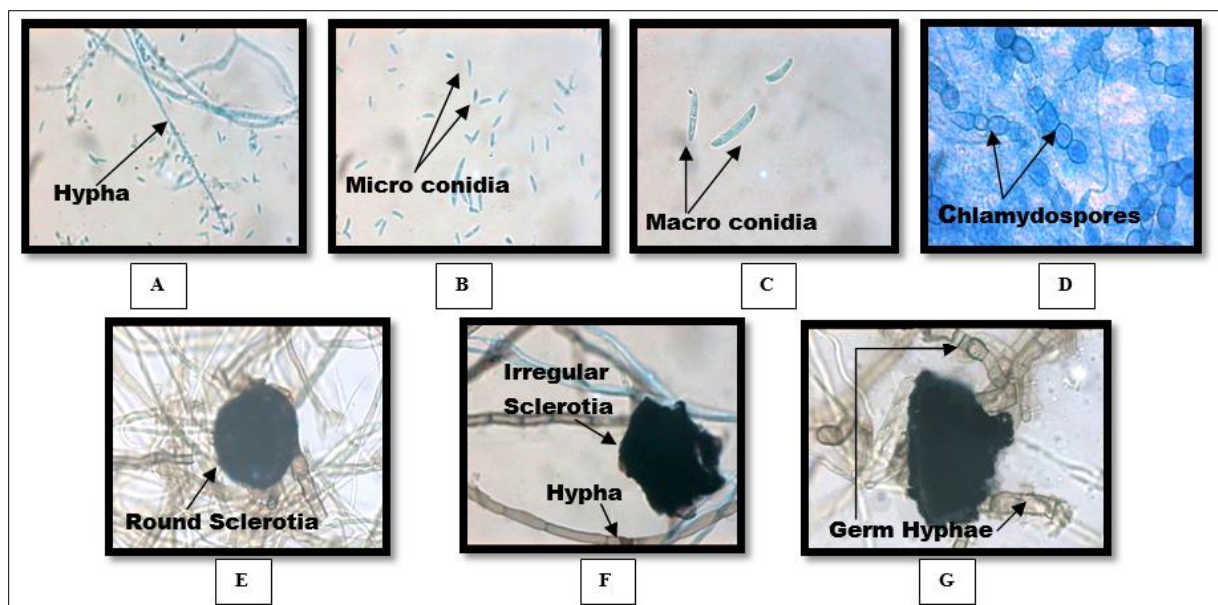 Hypha
Micro conidia
Macro conidia
Chlamydospores
A
B
C
D
Round Sclerotia
Irregular
Sclerotia
Hypha
Germ Hyphae
E
F
G